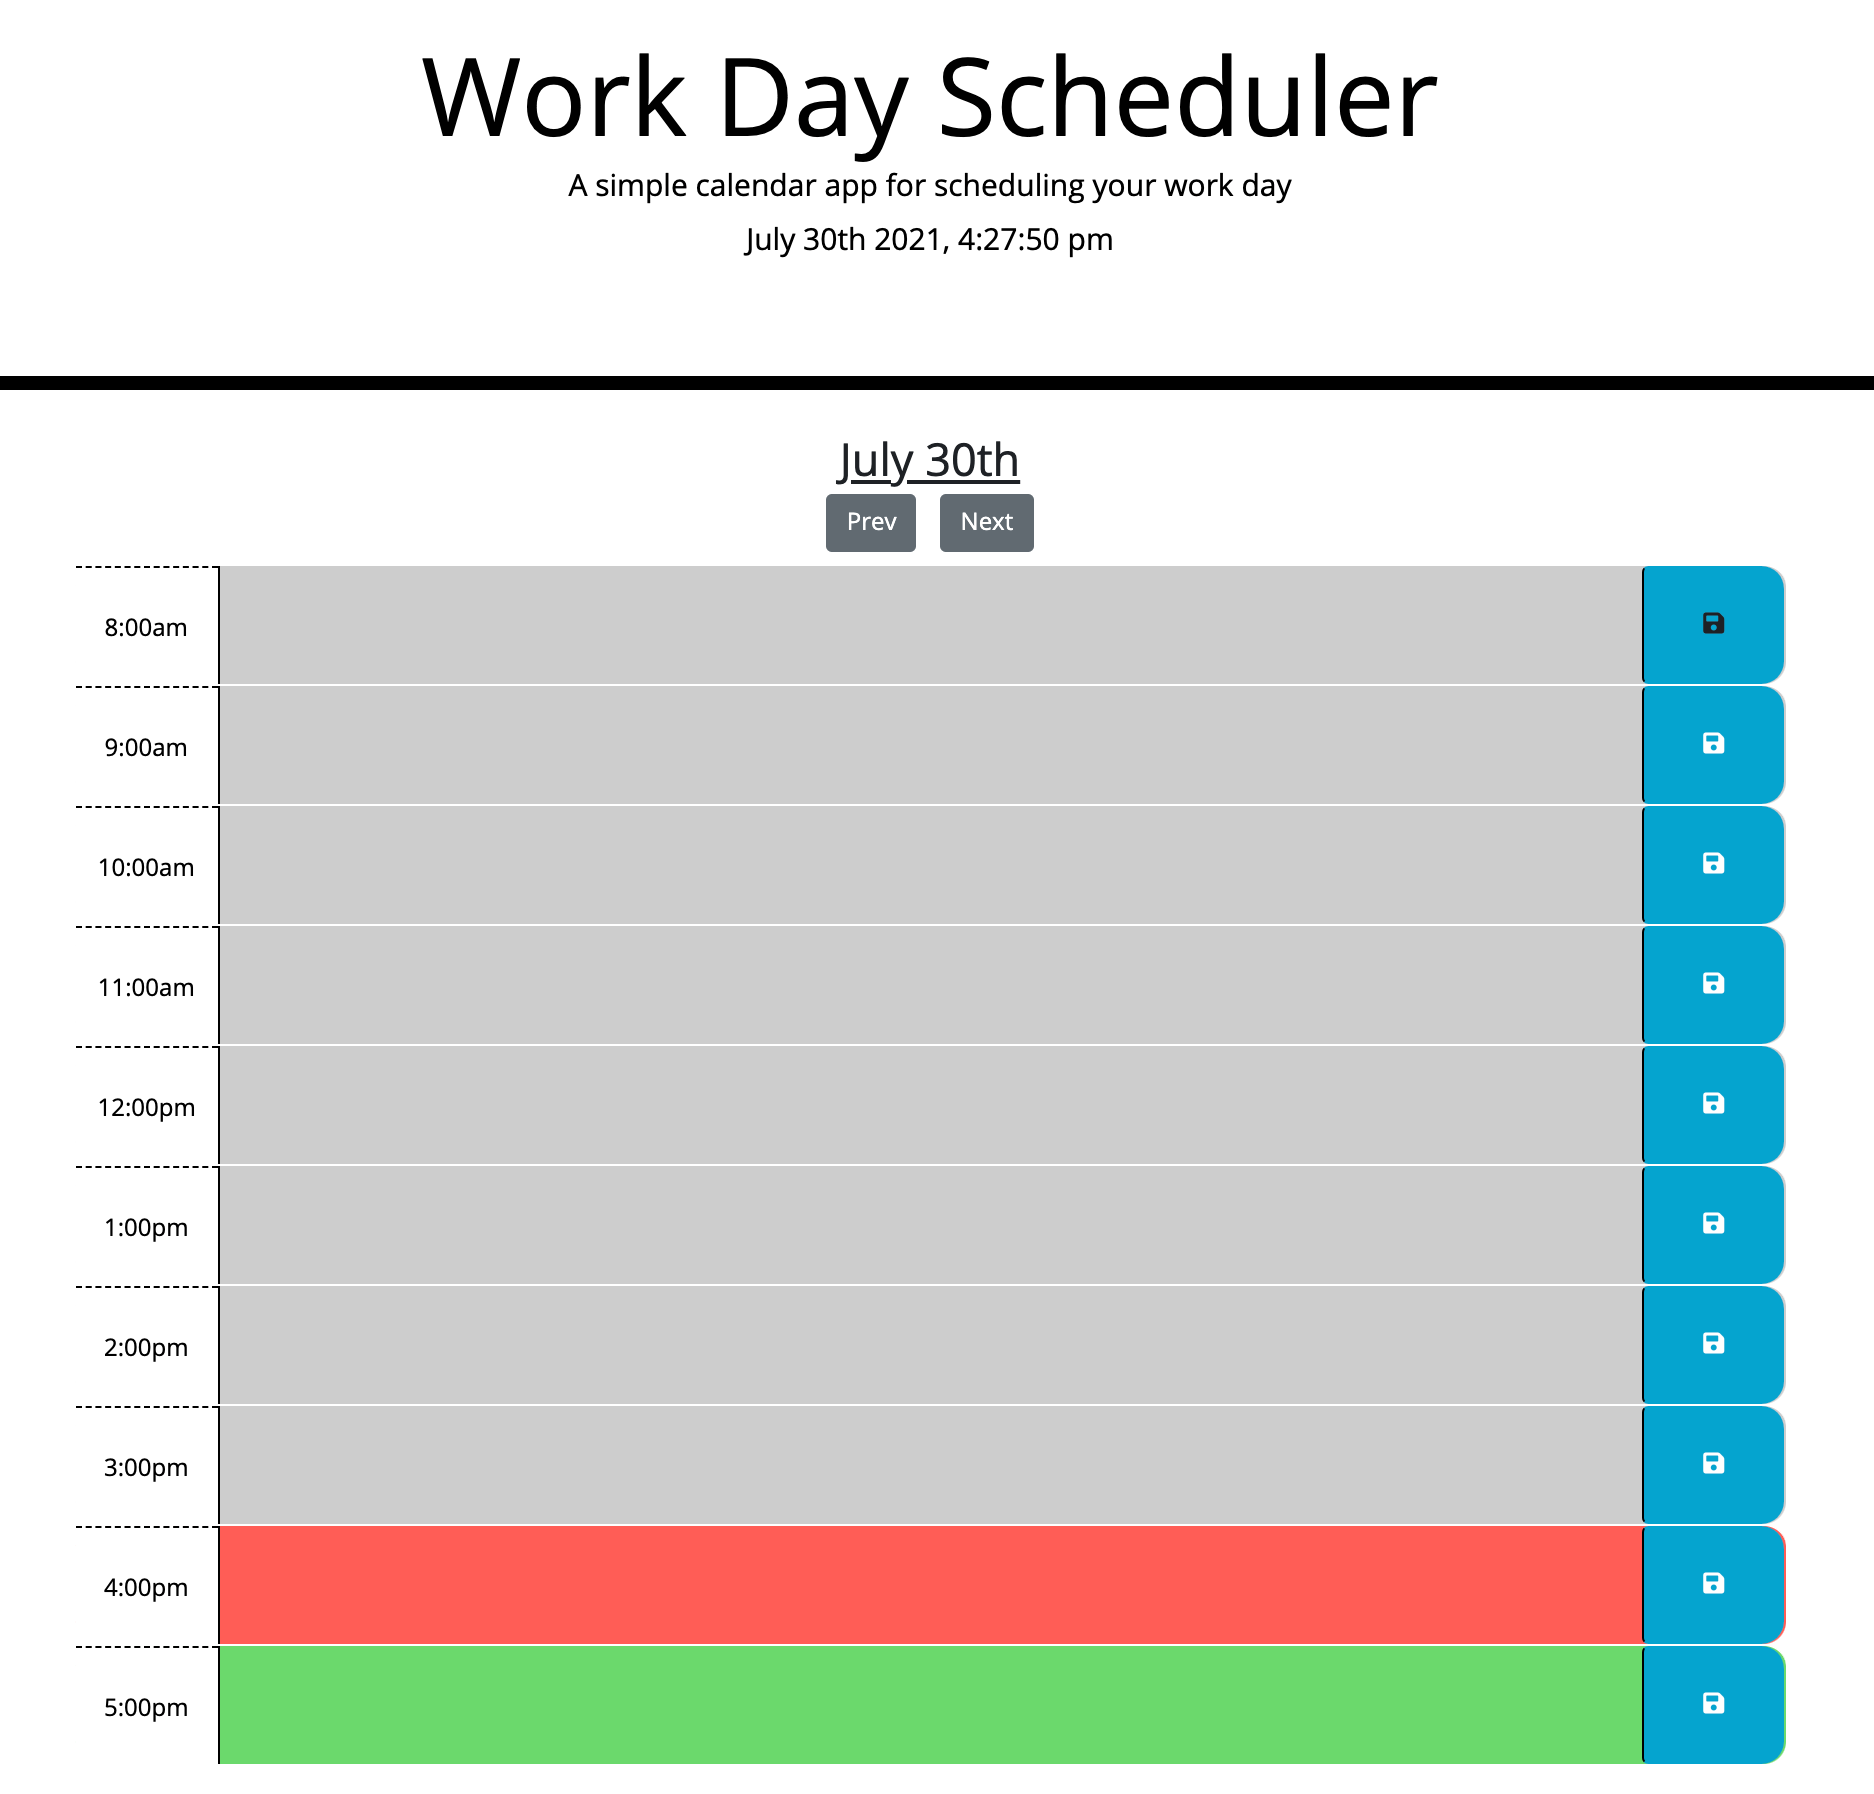 Work Day Scheduler
A simple calendar app for scheduling your work day
July 30th 2021, 4:27:50 pm
July 30th
Prev Next
8:00am
9:00am
10:00am
11:00am
12:00pm
1:00pm
2:00pm
3:00pm
4:00pm
5:00pm